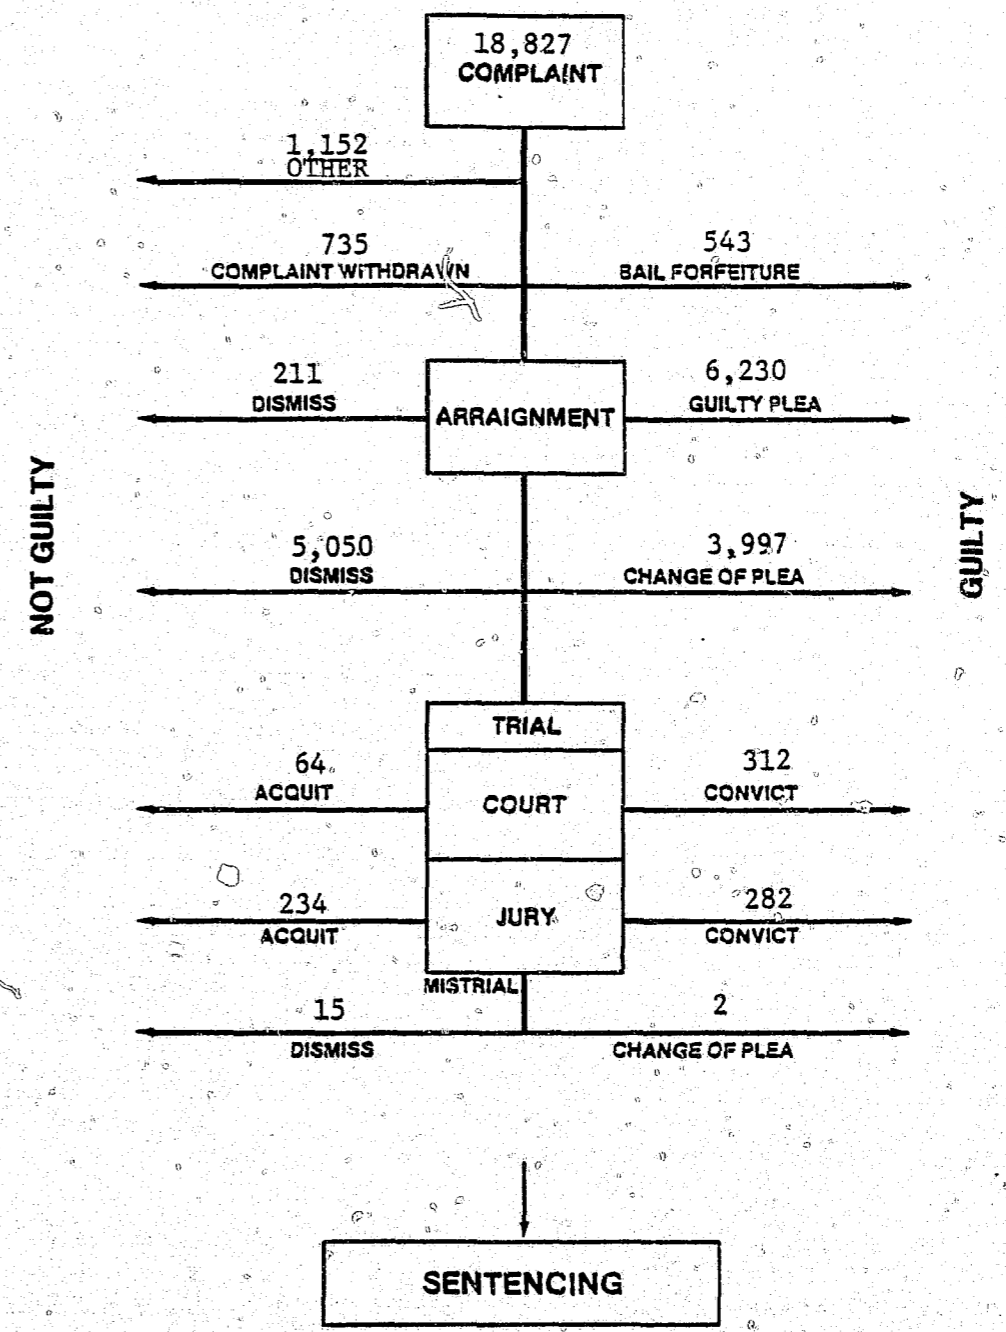 18,827
COMPLAINT
1,152
OTHER
735
COMPLAINT WITHDRAWN
543
BAIL FORFEITURE
211
DISMISS
ARRAIGNMENT
6,230
GUILTY PLEA
NOT GUILTY
GUILTY
5,050
DISMISS
3,997
CHANGE OF PLEA
TRIAL
64
ACQUIT
COURT
312
CONVICT
234
ACQUIT
JURY
282
CONVICT
MISTRIAL
15
DISMISS
2
CHANGE OF PLEA
SENTENCING